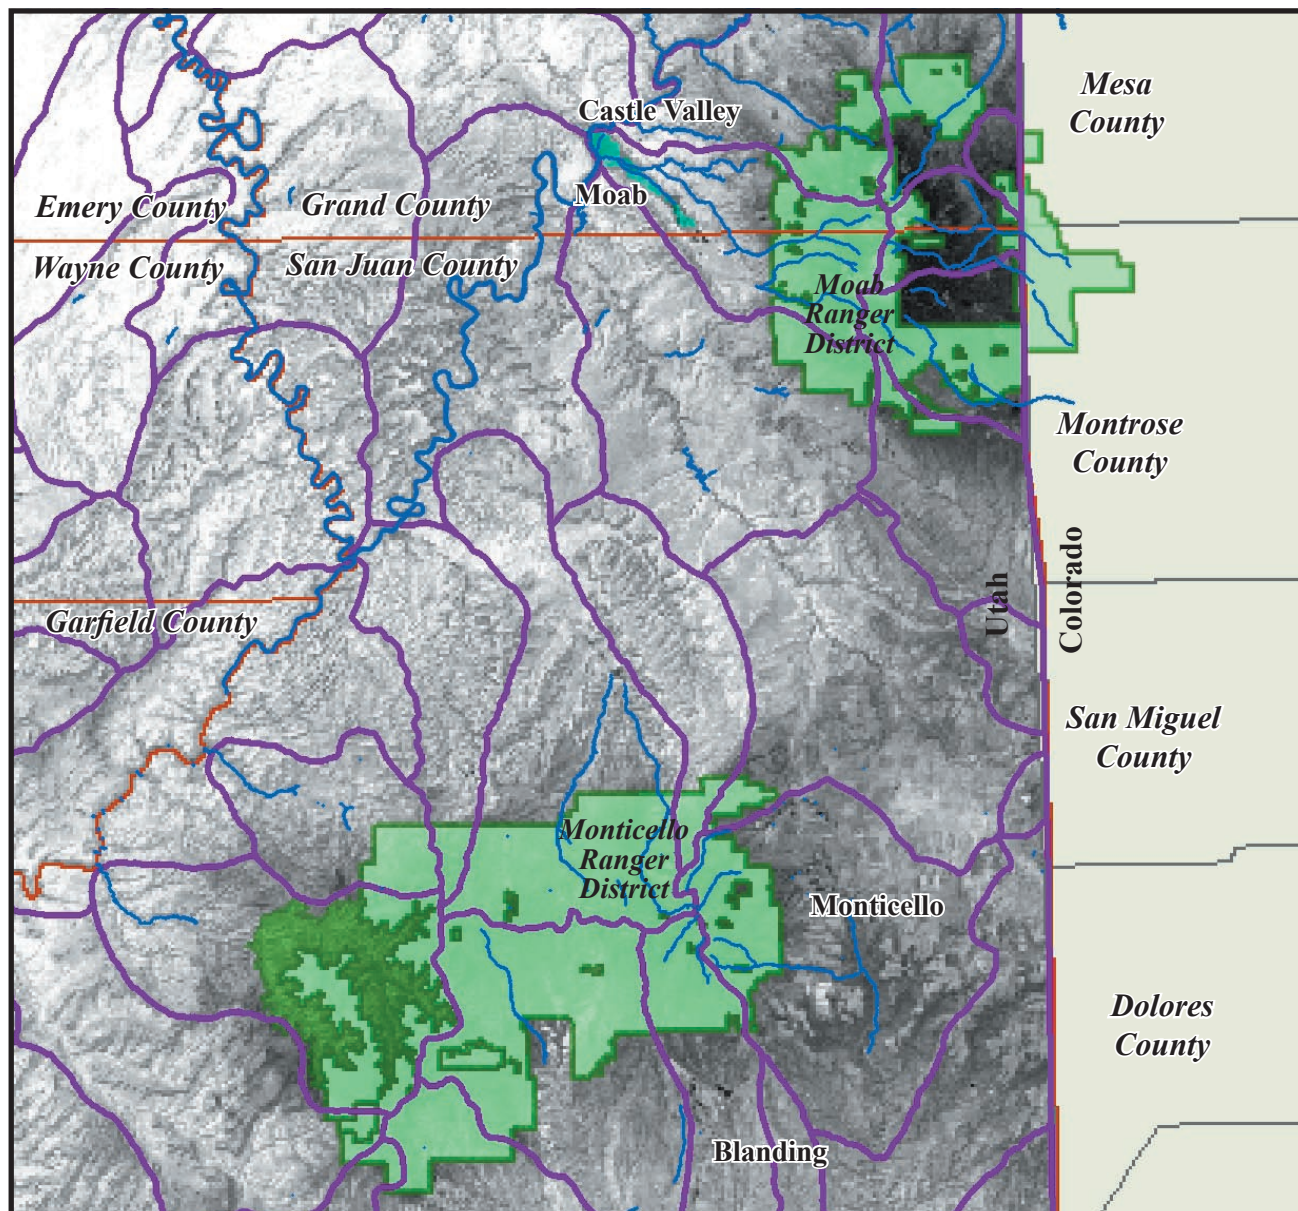 Mesa
County
Castle Valley
Moab
Emery County
Grand County
Wayne County
San Juan County
Moab
Ranger
District
Montrose
County
Utah
Colorado
Garfield County
San Miguel
County
Monticello
Ranger
District
Monticello
Dolores
County
Blanding